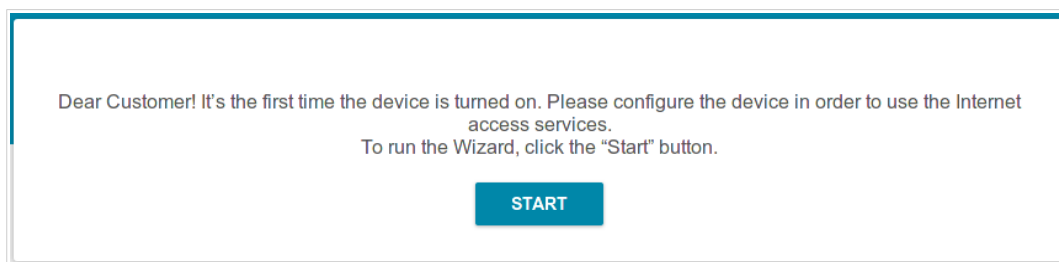 Dear Customer! It's the first time the device is turned on. Please configure the device in order to use the Internet
access services.
To run the Wizard, click the “Start” button.
START